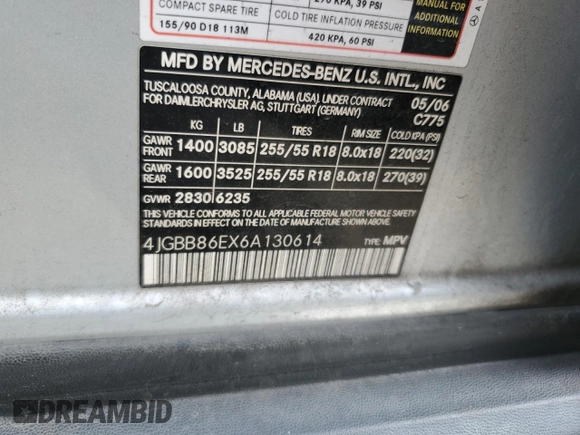 270 KPA, 39 PSI
COMPACT SPARE TIRE
COLD TIRE INFLATION PRESSURE
155/90 D18 113M
420 KPA, 60 PSI
MANUAL FOR
ADDITIONAL
INFORMATION
A
MFD BY MERCEDES-BENZ U.S. INTL., INC
TUSCALOOSA COUNTY, ALABAMA (USA). UNDER CONTRACT
FOR DAIMLERCHRYSLER AG, STUTTGART (GERMANY)
05/06
C775
KG LB TIRES RIM SIZE COLD KPA (PSI)
GAWR FRONT 1400 3085 255/55 R18 8.0x18 220(32)
GAWR REAR 1600 3525 255/55 R18 8.0x18 270(39)
GVWR 2830 6235
THIS VEHICLE CONFORMS TO ALL APPLICABLE FEDERAL MOTOR VEHICLE SAFETY
STANDARDS IN EFFECT ON THE DATE OF MANUFACTURE SHOWN ABOVE.
4JGBB86EX6A130614 TYPE: MPV
DREAMBID